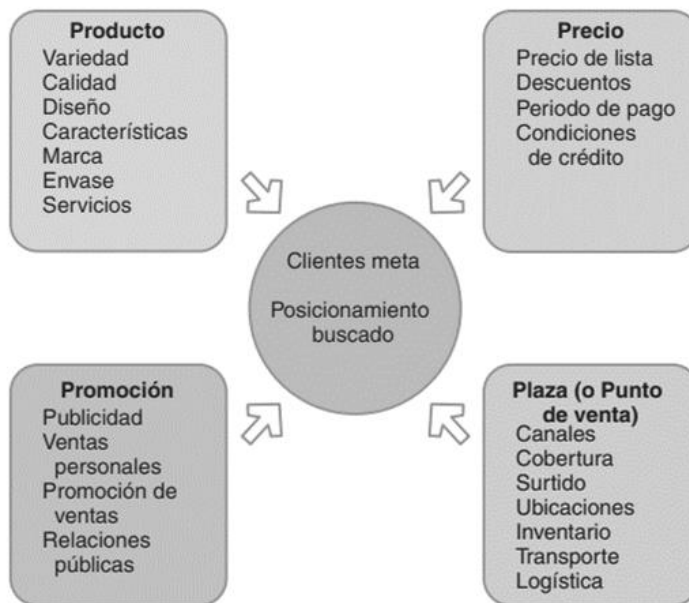 Producto
Variedad
Calidad
Diseño
Características
Marca
Envase
Servicios
Precio
Precio de lista
Descuentos
Periodo de pago
Condiciones
de crédito
Clientes meta
Posicionamiento
buscado
Promoción
Publicidad
Ventas
personales
Promoción de
ventas
Relaciones
públicas
Plaza (o Punto
de venta)
Canales
Cobertura
Surtido
Ubicaciones
Inventario
Transporte
Logística